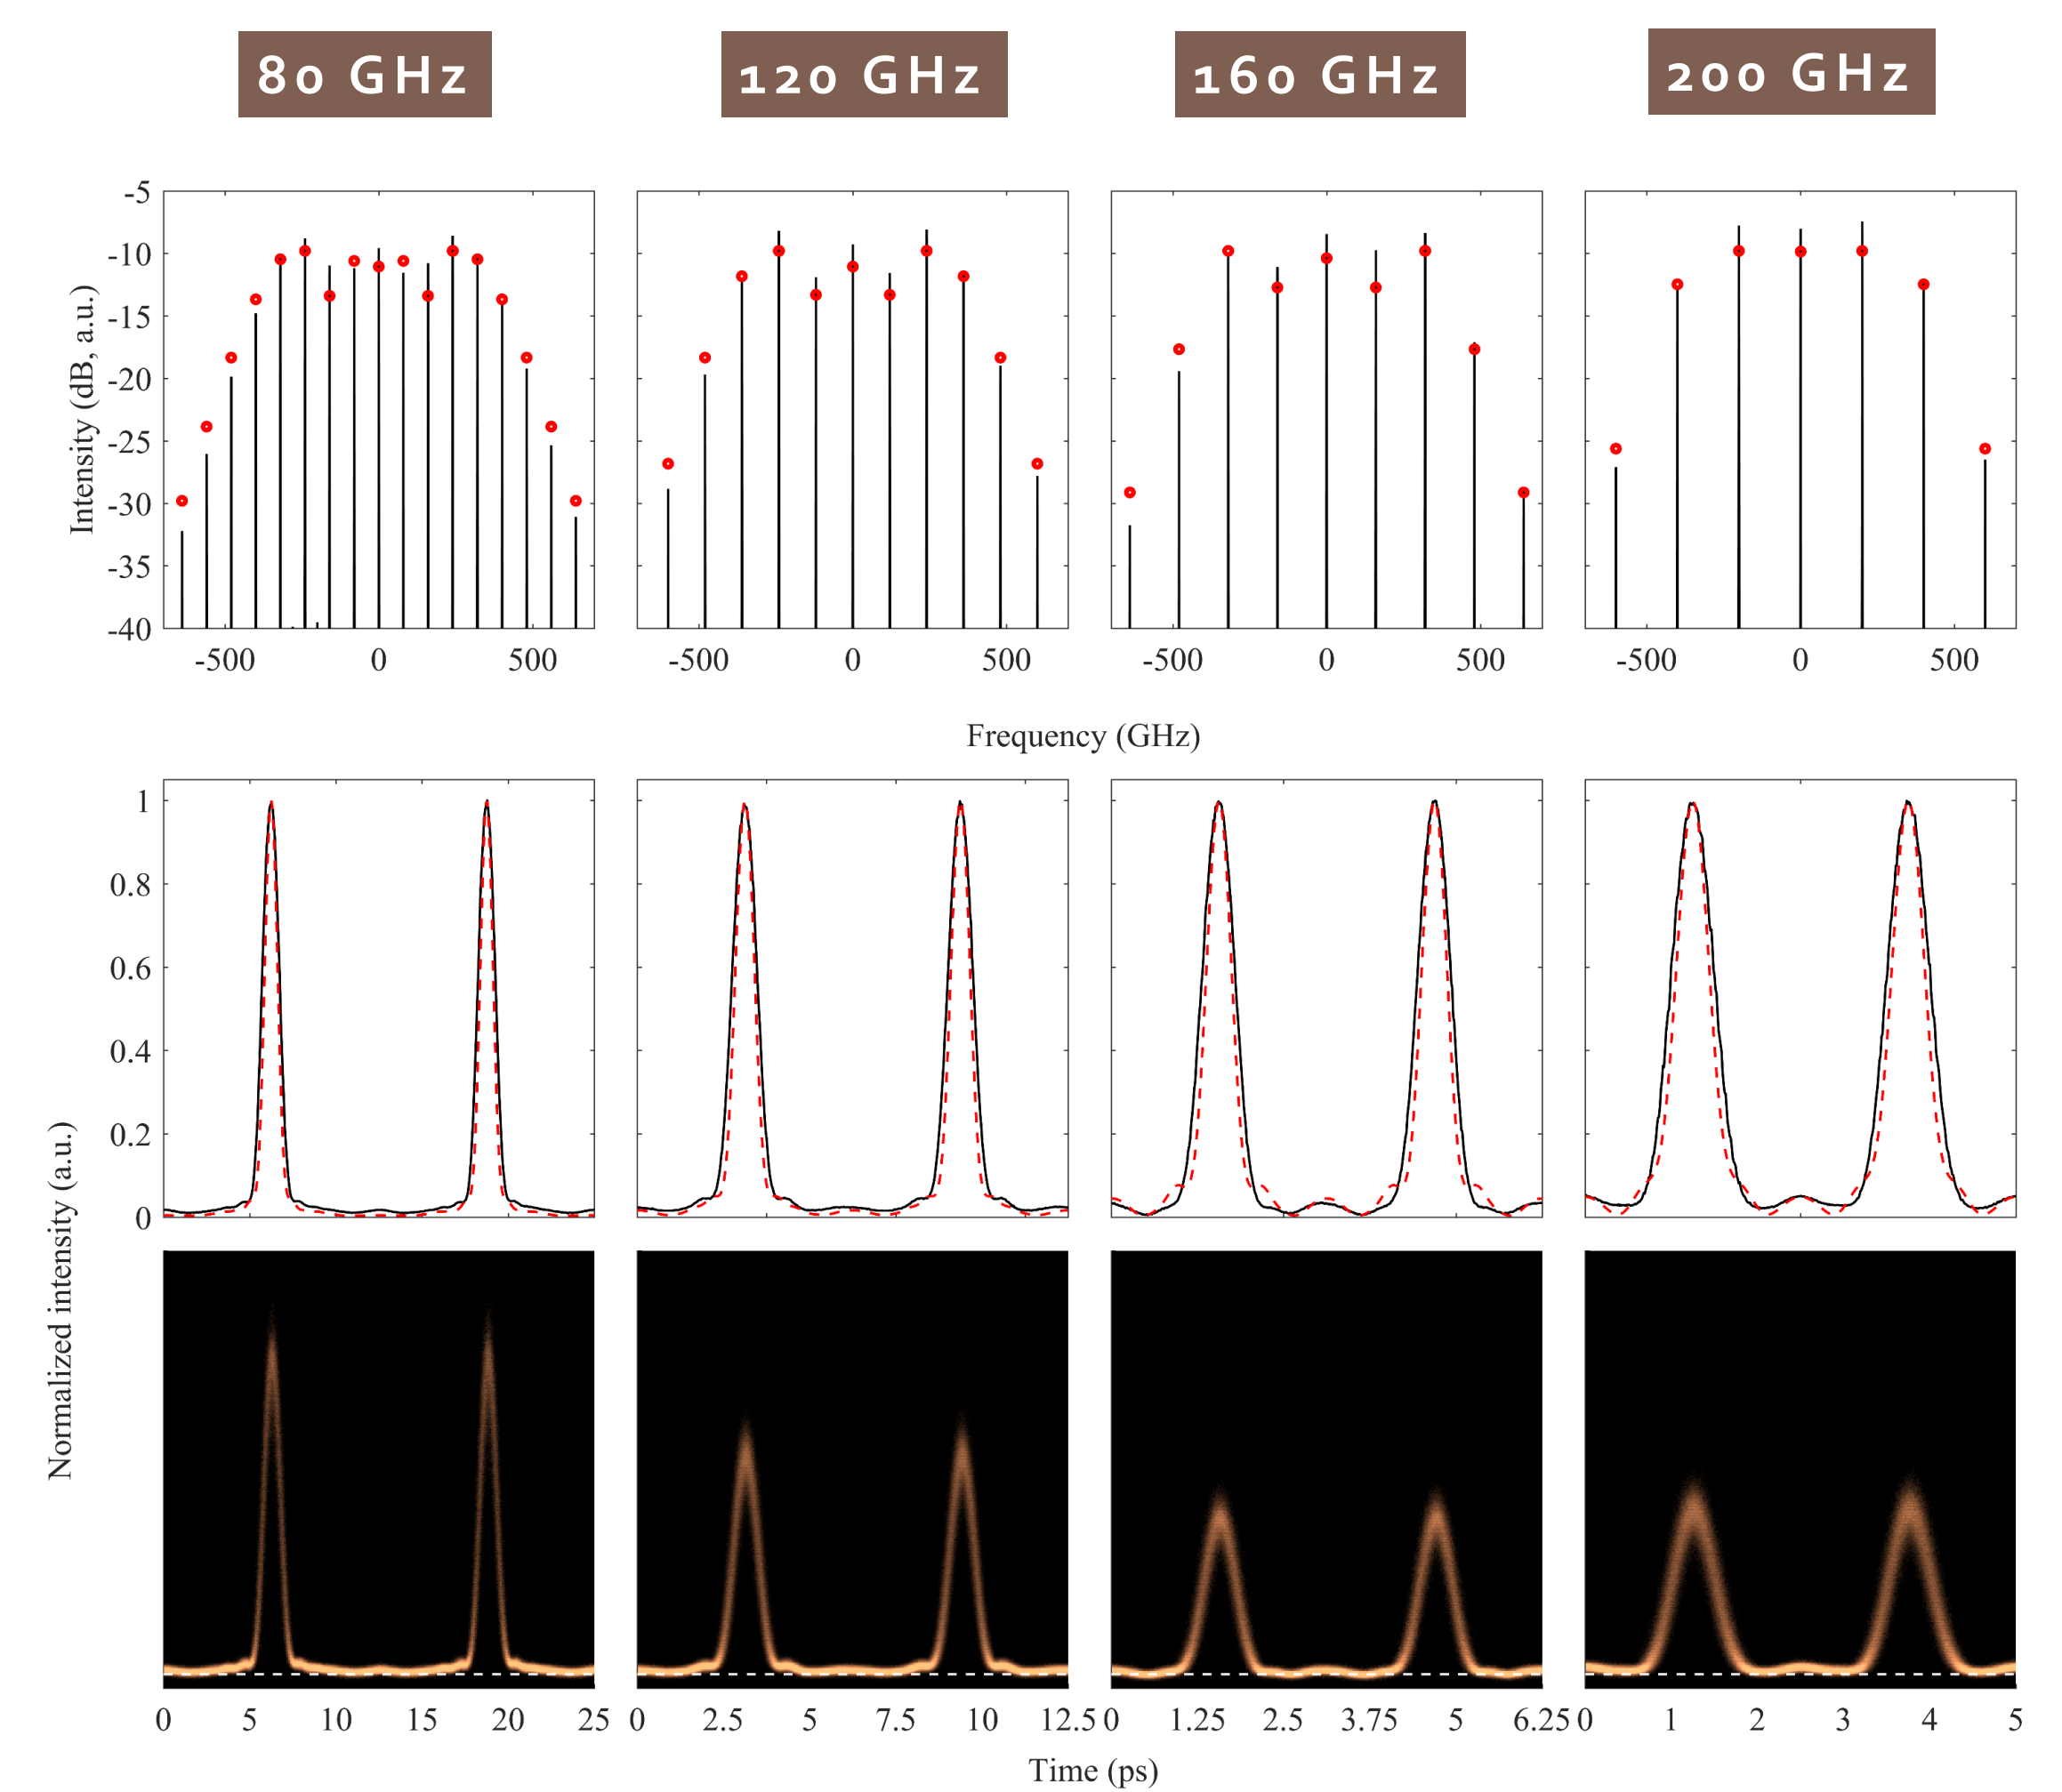 80 GHz
120 GHz
160 GHz
200 GHz
-5
-10
-15
-20
-25
-30
-35
-40
Intensity (dB, a.u.)
-500 0 500
-500 0 500
-500 0 500
-500 0 500
Frequency (GHz)
1
0.8
0.6
0.4
0.2
0
Normalized intensity (a.u.)
0 5 10 15 20 25
0 2.5 5 7.5 10 12.5
0 1.25 2.5 3.75 5 6.25
0 1 2 3 4 5
Time (ps)